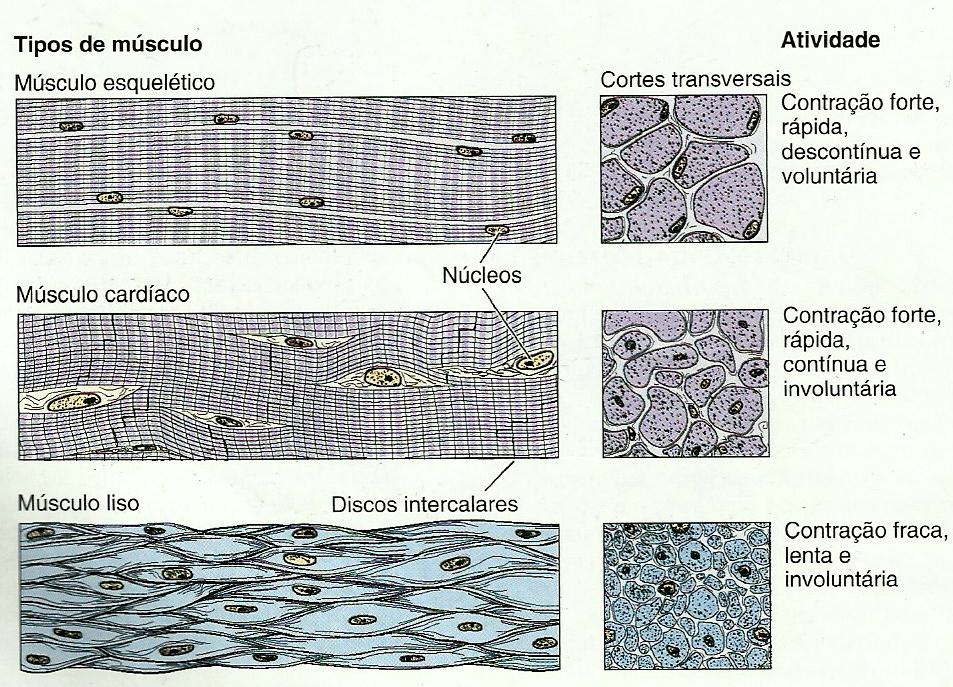 Tipos de músculo
Atividade
Músculo esquelético
Cortes transversais
Contração forte,
rápida,
descontínua e
voluntária
Núcleos
Músculo cardíaco
Contração forte,
rápida,
contínua e
involuntária
Músculo liso
Discos intercalares
Contração fraca,
lenta e
involuntária